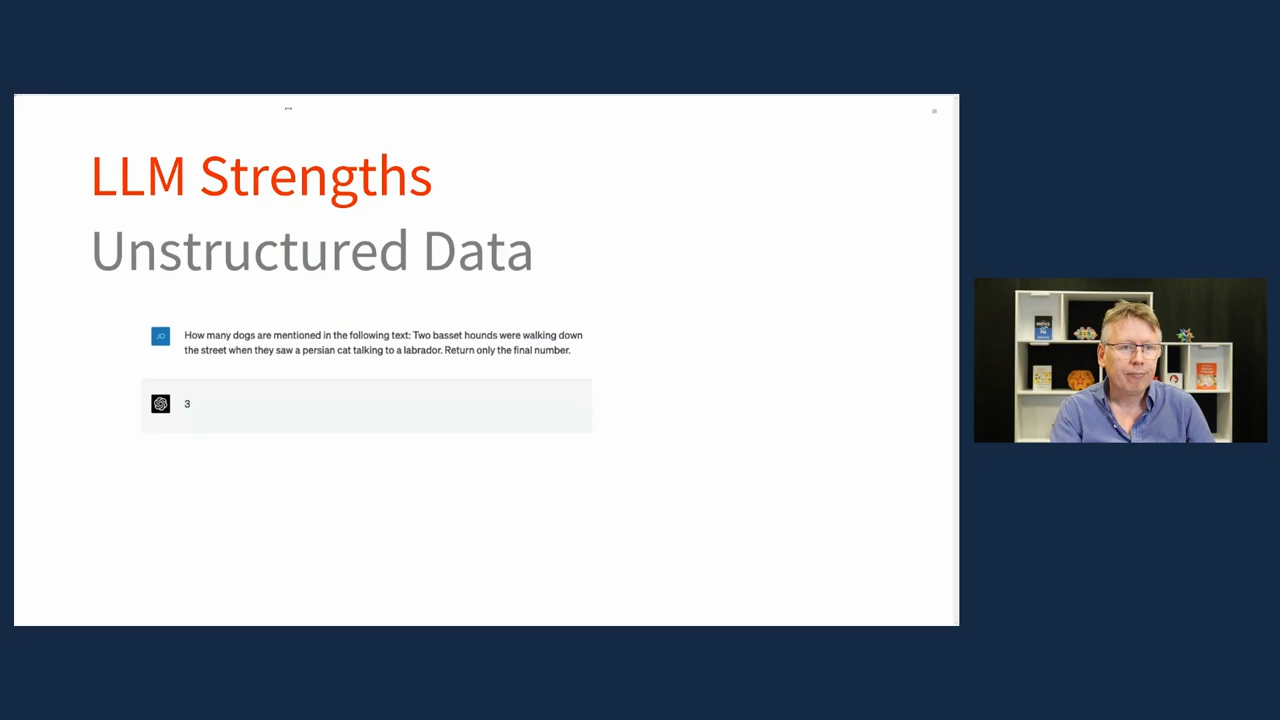 LLM Strengths
Unstructured Data
JO
How many dogs are mentioned in the following text: Two basset hounds were walking down
the street when they saw a persian cat talking to a labrador. Return only the final number.
3